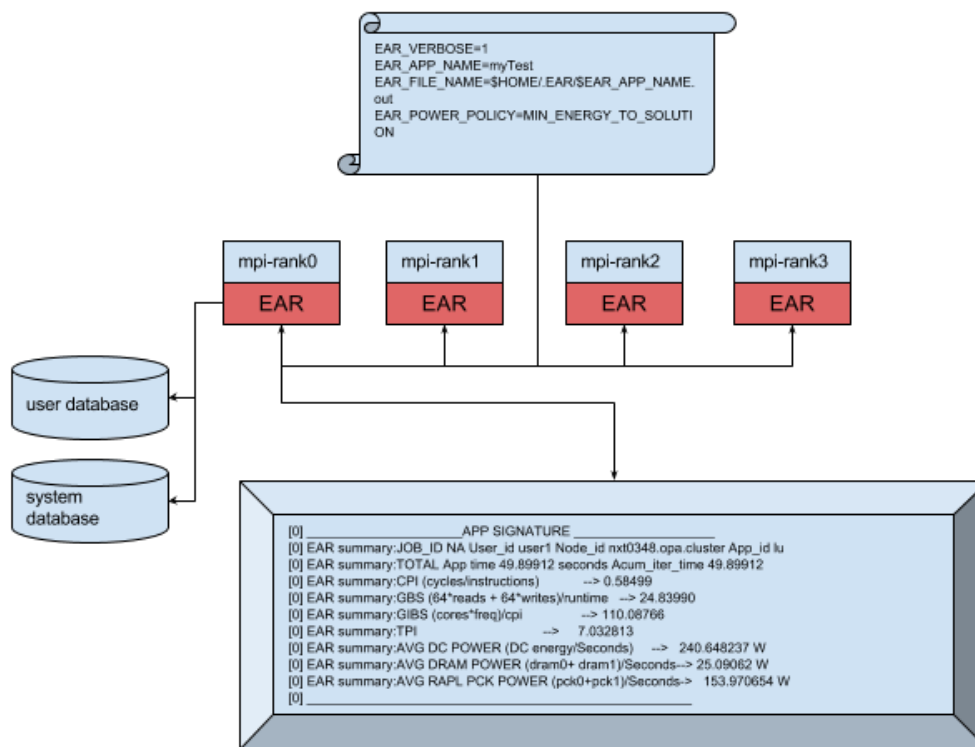 EAR_VERBOSE=1
EAR_APP_NAME=myTest
EAR_FILE_NAME=$HOME/.EAR/$EAR_APP_NAME.
out
EAR_POWER_POLICY=MIN_ENERGY_TO_SOLUTI
ON
mpi-rank0
mpi-rank1
mpi-rank2
mpi-rank3
EAR
EAR
EAR
EAR
user database
system
database
[0] ______________________APP SIGNATURE ____________________
[0] EAR summary:JOB_ID NA User_id user1 Node_id nxt0348.opa.cluster App_id lu
[0] EAR summary:TOTAL App time 49.89912 seconds Acum_iter_time 49.89912
[0] EAR summary:CPI (cycles/instructions) --> 0.58499
[0] EAR summary:GBS (64*reads + 64*writes)/runtime --> 24.83990
[0] EAR summary:GIBS (cores*freq)/cpi --> 110.08766
[0] EAR summary:TPI --> 7.032813
[0] EAR summary:AVG DC POWER (DC energy/Seconds) --> 240.648237 W
[0] EAR summary:AVG DRAM POWER (dram0+ dram1)/Seconds--> 25.09062 W
[0] EAR summary:AVG RAPL PCK POWER (pck0+pck1)/Seconds-> 153.970654 W
[0] ______________________________________________________